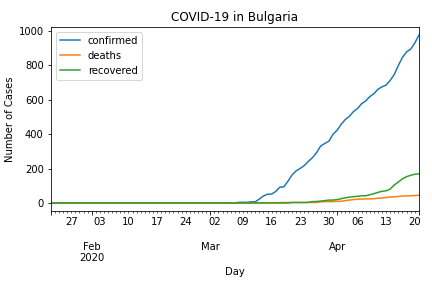 COVID-19 in Bulgaria
confirmed
deaths
recovered
Number of Cases
1000
800
600
400
200
0
27 03 10 17 24 02 09 16 23 30 06 13 20
Feb Mar Apr
2020
Day